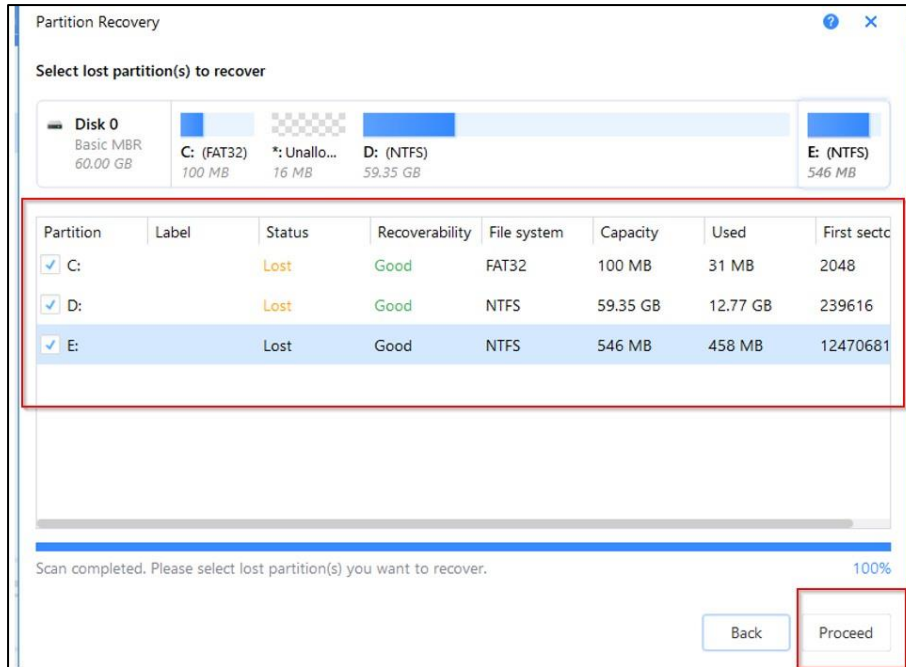 Partition Recovery
Select lost partition(s) to recover
Disk 0
Basic MBR
60.00 GB
C: (FAT32)
100 MB
*: Unallo...
16 MB
D: (NTFS)
59.35 GB
E: (NTFS)
546 MB
Partition Label Status Recoverability File system Capacity Used First secto
C: Lost Good FAT32 100 MB 31 MB 2048
D: Lost Good NTFS 59.35 GB 12.77 GB 239616
E: Lost Good NTFS 546 MB 458 MB 12470681
Scan completed. Please select lost partition(s) you want to recover. 100%
Back Proceed